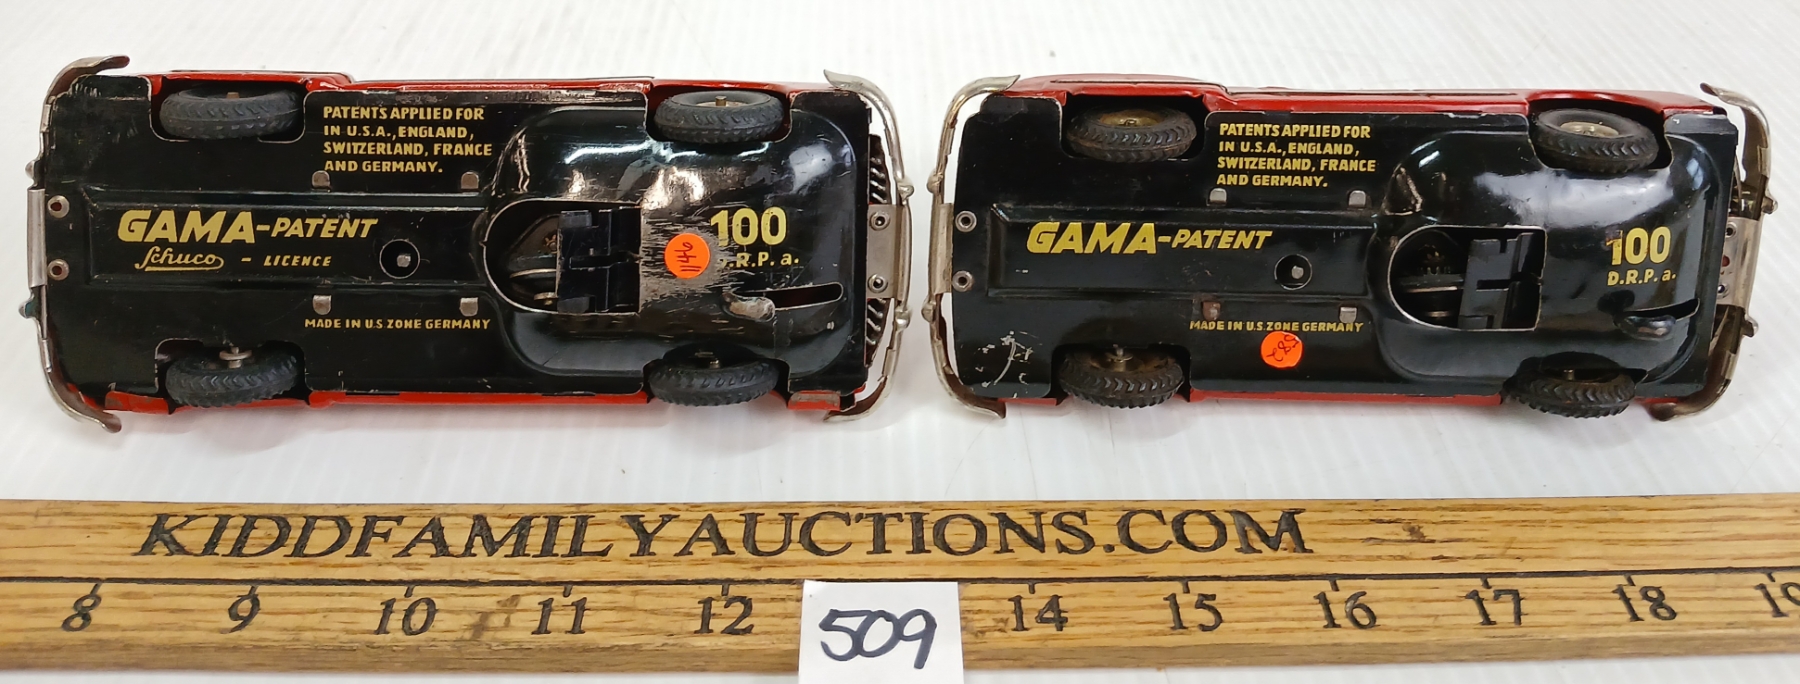 PATENTS APPLIED FOR
IN U.S.A., ENGLAND,
SWITZERLAND, FRANCE
AND GERMANY.
GAMA-PATENT
Schuco - LICENCE
100
D.R.P. a.
MADE IN U.S. ZONE GERMANY
PATENTS APPLIED FOR
IN U.S.A., ENGLAND,
SWITZERLAND, FRANCE
AND GERMANY.
GAMA-PATENT
100
D.R.P. a.
MADE IN U.S. ZONE GERMANY
KIDDFAMILYAUCTIONS.COM
8 9 10 11 12 14 15 16 17 18 19
509